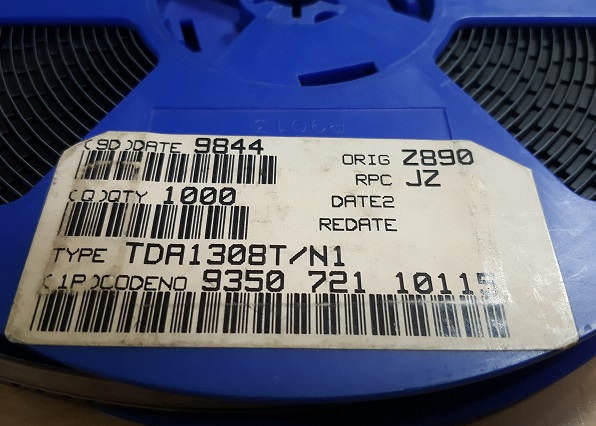 P9013
(9D)DATE 9844
ORIG Z890
RPC JZ
(Q)QTY 1000
DATE2
REDATE
TYPE TDA1308T/N1
(1P)CODENO 9350 721 10115